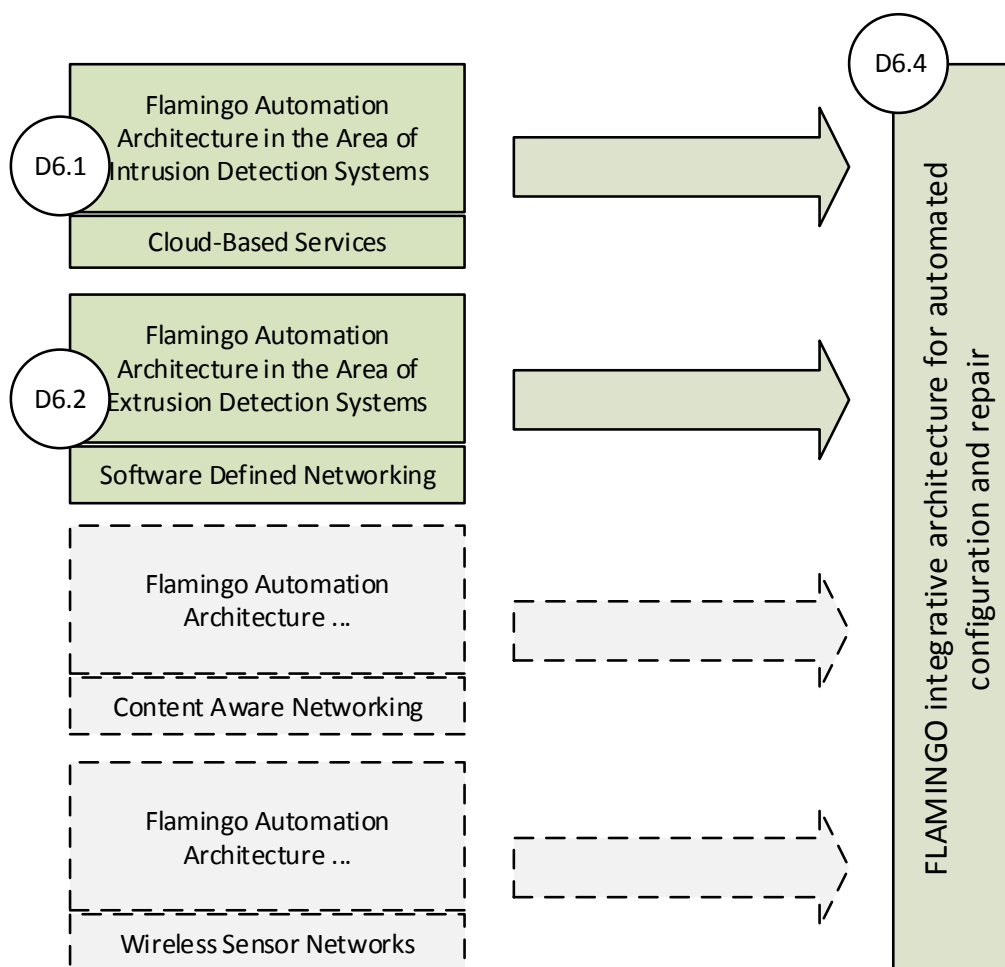 D6.4
Flamingo Automation
Architecture in the Area of
Intrusion Detection Systems
D6.1
Cloud-Based Services
Flamingo Automation
Architecture in the Area of
Extrusion Detection Systems
D6.2
Software Defined Networking
Flamingo Automation
Architecture ...
Content Aware Networking
Flamingo Automation
Architecture ...
Wireless Sensor Networks
FLAMINGO integrative architecture for automated
configuration and repair